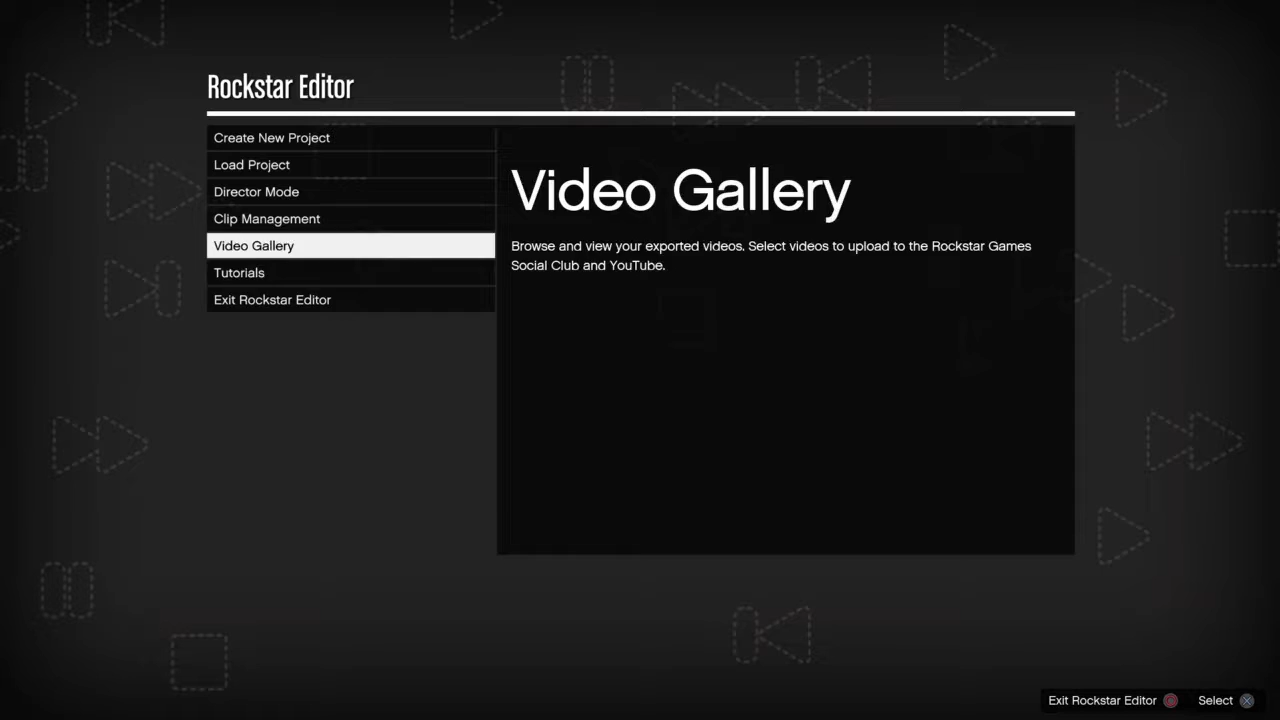 Rockstar Editor
Create New Project
Load Project
Director Mode
Clip Management
Video Gallery
Tutorials
Exit Rockstar Editor
Video Gallery
Browse and view your exported videos. Select videos to upload to the Rockstar Games
Social Club and YouTube.
Exit Rockstar Editor Select